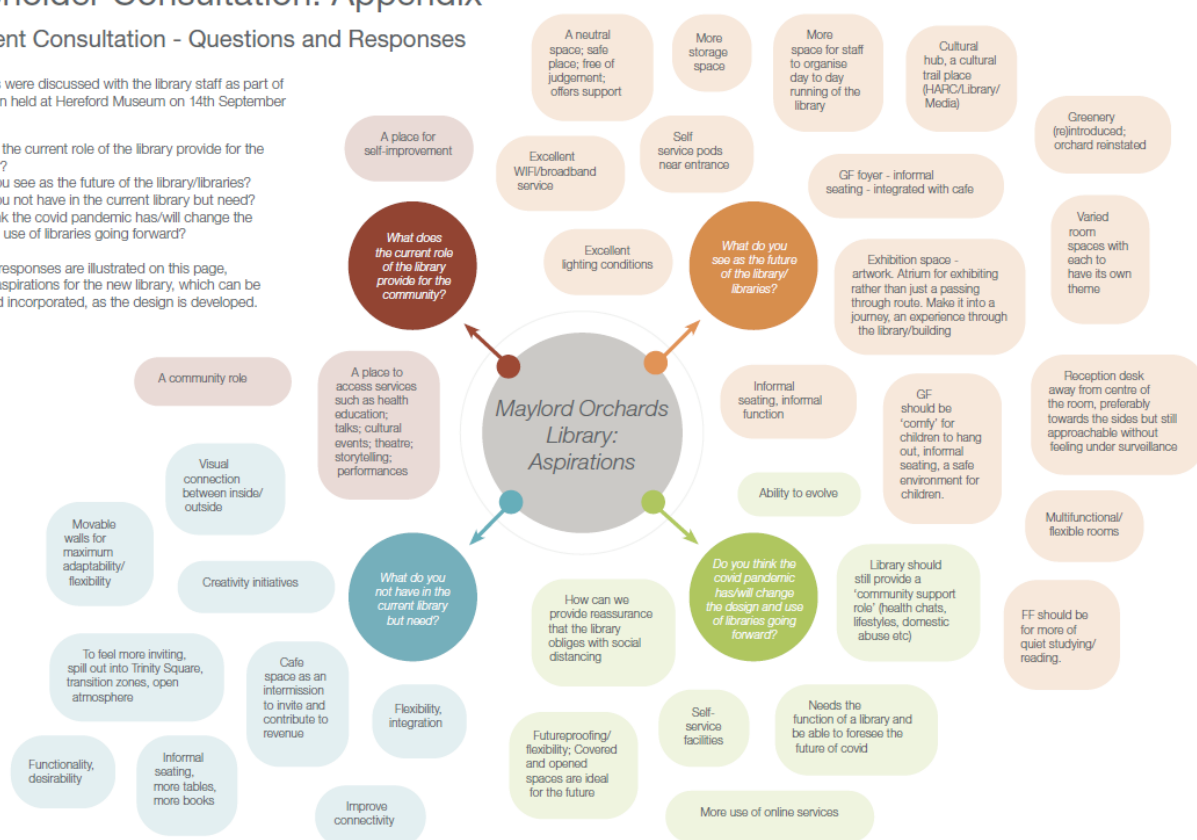 holder Consultation: Appendix
ent Consultation - Questions and Responses
s were discussed with the library staff as part of
n held at Hereford Museum on 14th September
the current role of the library provide for the
?
ou see as the future of the library/libraries?
ou not have in the current library but need?
nk the covid pandemic has/will change the
use of libraries going forward?
responses are illustrated on this page,
aspirations for the new library, which can be
d incorporated, as the design is developed.
A place for
self-improvement
A neutral
space; safe
place; free of
judgement;
offers support
More
storage
space
More
space for staff
to organise
day to day
running of the
library
Cultural
hub, a cultural
trail place
(HARC/Library/
Media)
Greenery
(re)introduced;
orchard reinstated
Excellent
WIFI/broadband
service
Self
service pods
near entrance
GF foyer - informal
seating - integrated with cafe
Varied
room
spaces with
each to
have its own
theme
What does
the current role
of the library
provide for the
community?
Excellent
lighting conditions
What do you
see as the future
of the library/
libraries?
Exhibition space -
artwork. Atrium for exhibiting
rather than just a passing
through route. Make it into a
journey, an experience through
the library/building
A community role
A place to
access services
such as health
education;
talks; cultural
events; theatre;
storytelling;
performances
Maylord Orchards
Library:
Aspirations
Informal
seating, informal
function
GF
should be
'comfy' for
children to hang
out, informal
seating, a safe
environment for
children.
Reception desk
away from centre of
the room, preferably
towards the sides but still
approachable without
feeling under surveillance
Visual
connection
between inside/
outside
Ability to evolve
Multifunctional/
flexible rooms
Movable
walls for
maximum
adaptability/
flexibility
Creativity initiatives
What do you
not have in the
current library
but need?
How can we
provide reassurance
that the library
obliges with social
distancing
Do you think the
covid pandemic
has/will change
the design and use
of libraries going
forward?
Library should
still provide a
'community support
role' (health chats,
lifestyles, domestic
abuse etc)
FF should be
for more of
quiet studying/
reading.
To feel more inviting,
spill out into Trinity Square,
transition zones, open
atmosphere
Cafe
space as an
intermission
to invite and
contribute to
revenue
Flexibility,
integration
Futureproofing/
flexibility; Covered
and opened
spaces are ideal
for the future
Self-
service
facilities
Needs the
function of a library and
be able to foresee the
future of covid
Functionality,
desirability
Informal
seating,
more tables,
more books
Improve
connectivity
More use of online services